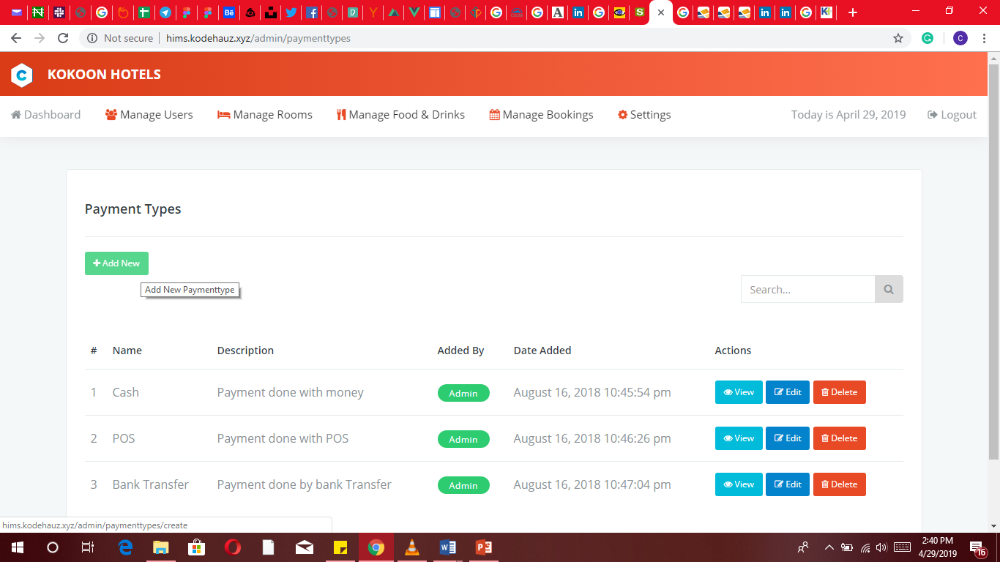 Not secure | hims.kodehauz.xyz/admin/paymenttypes
C
KOKOON HOTELS
Dashboard Manage Users Manage Rooms Manage Food & Drinks Manage Bookings Settings Today is April 29, 2019 Logout
Payment Types
Add New
Add New Paymenttype
Search...
# Name Description Added By Date Added Actions
1 Cash Payment done with money Admin August 16, 2018 10:45:54 pm View Edit Delete
2 POS Payment done with POS Admin August 16, 2018 10:46:26 pm View Edit Delete
3 Bank Transfer Payment done by bank Transfer Admin August 16, 2018 10:47:04 pm View Edit Delete
hims.kodehauz.xyz/admin/paymenttypes/create
2:40 PM
4/29/2019
16